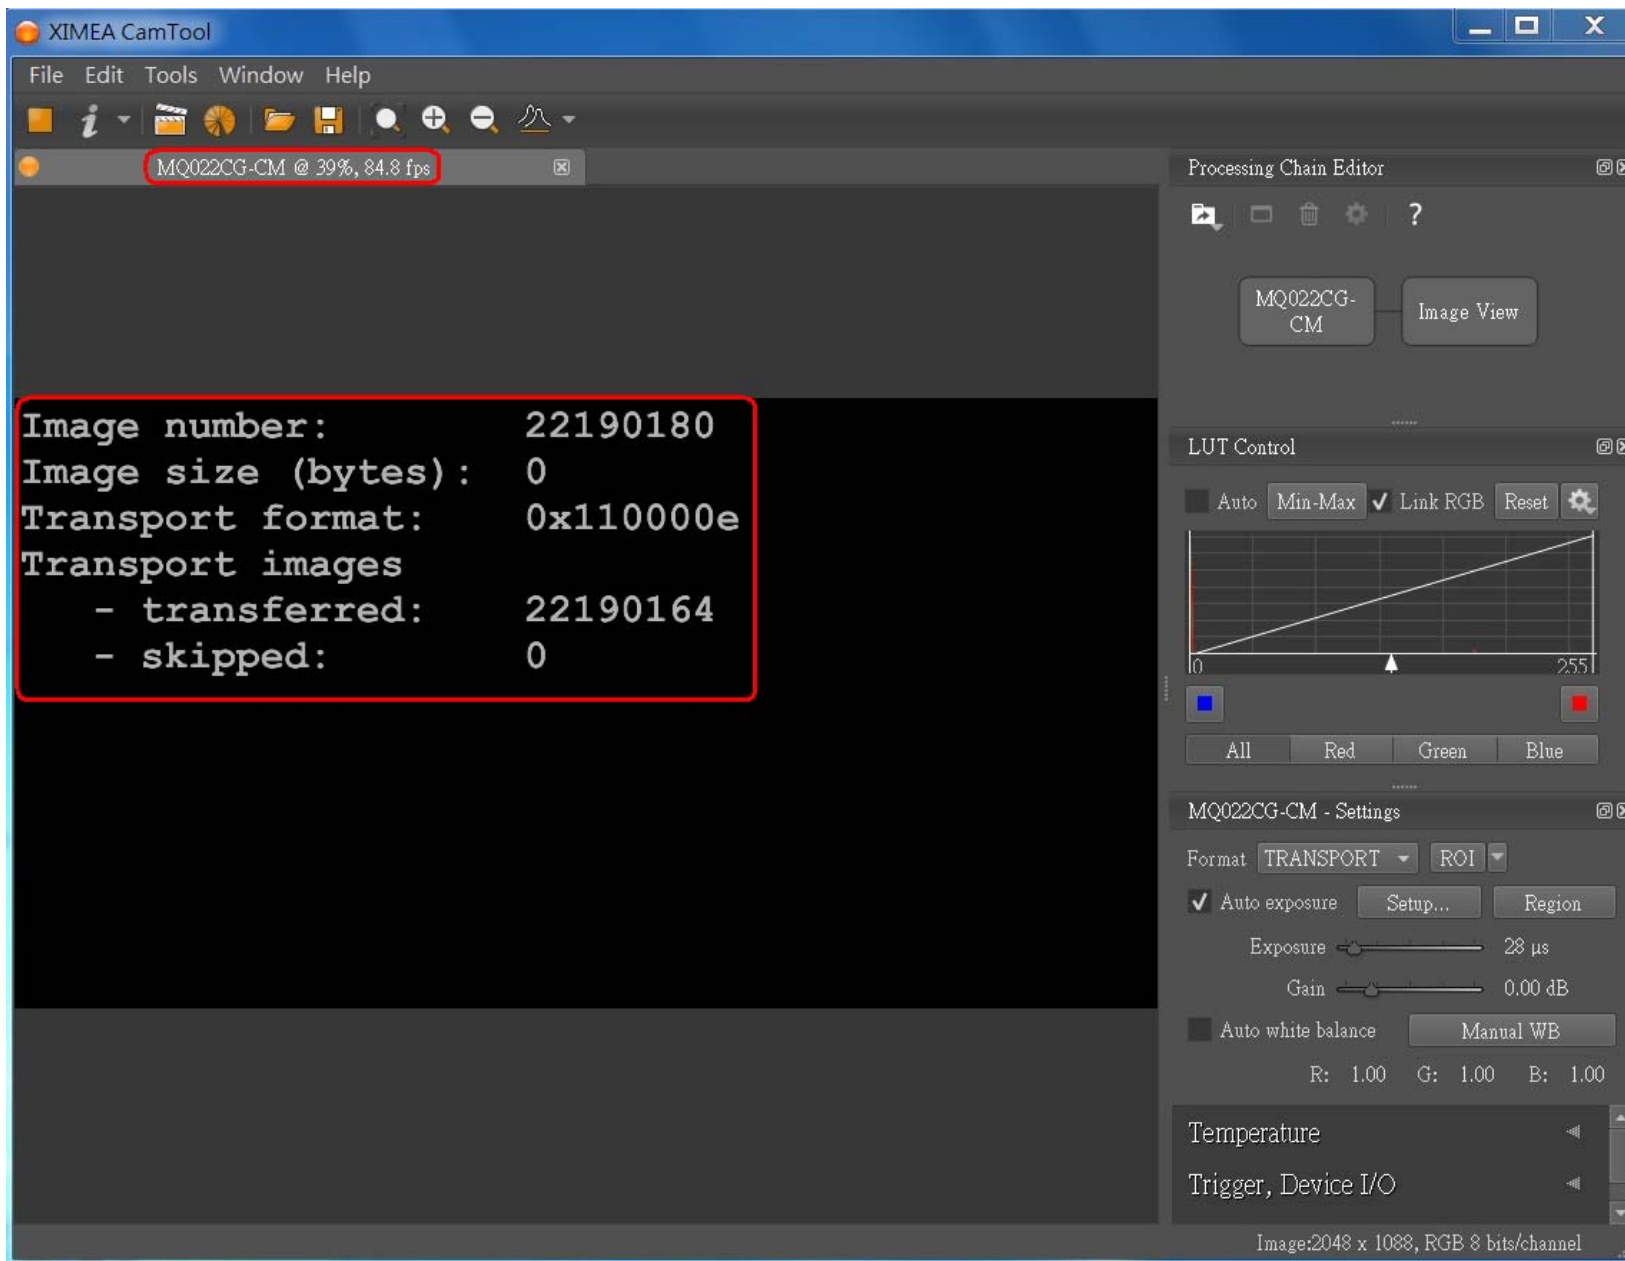 XIMEA CamTool
File Edit Tools Window Help
MQ022CG-CM @ 39%, 84.8 fps
Processing Chain Editor
?
MQ022CG-
CM
Image View
Image number: 22190180
Image size (bytes): 0
Transport format: 0x110000e
Transport images
- transferred: 22190164
- skipped: 0
LUT Control
Auto Min-Max Link RGB Reset
0 255
All Red Green Blue
MQ022CG-CM - Settings
Format TRANSPORT ROI
Auto exposure Setup... Region
Exposure 28 µs
Gain 0.00 dB
Auto white balance Manual WB
R: 1.00 G: 1.00 B: 1.00
Temperature
Trigger, Device I/O
Image:2048 x 1088, RGB 8 bits/channel